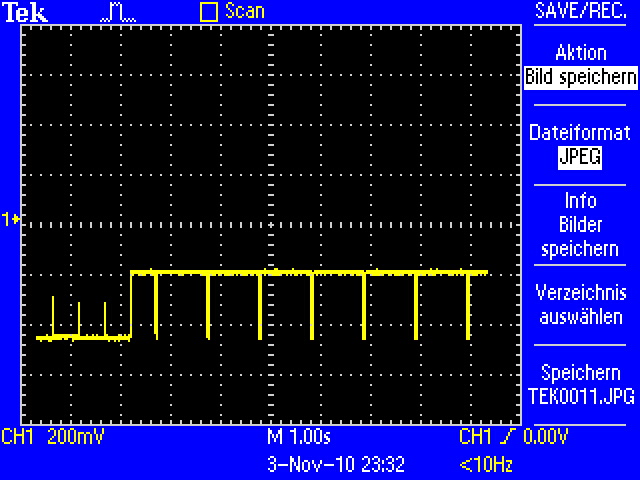 Tek
Scan
SAVE/REC.
Aktion
Bild speichern
Dateiformat
JPEG
Info
Bilder
speichern
1
Verzeichnis
auswählen
Speichern
TEK0011.JPG
CH1 200mV
M 1.00s
CH1 0.00V
3-Nov-10 23:32
<10Hz